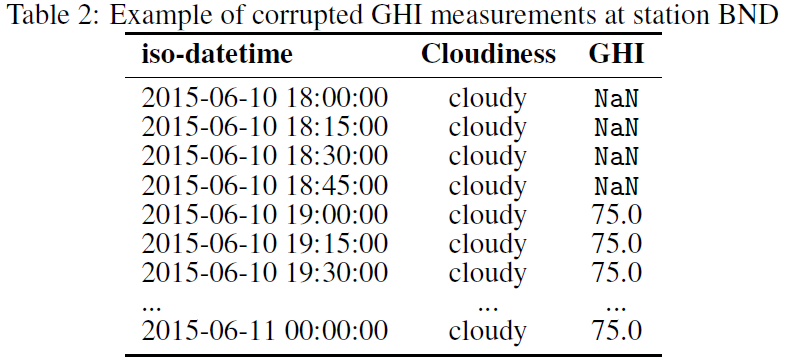 Table 2: Example of corrupted GHI measurements at station BND
iso-datetime Cloudiness GHI
2015-06-10 18:00:00 cloudy NaN
2015-06-10 18:15:00 cloudy NaN
2015-06-10 18:30:00 cloudy NaN
2015-06-10 18:45:00 cloudy NaN
2015-06-10 19:00:00 cloudy 75.0
2015-06-10 19:15:00 cloudy 75.0
2015-06-10 19:30:00 cloudy 75.0
... ... ...
2015-06-11 00:00:00 cloudy 75.0